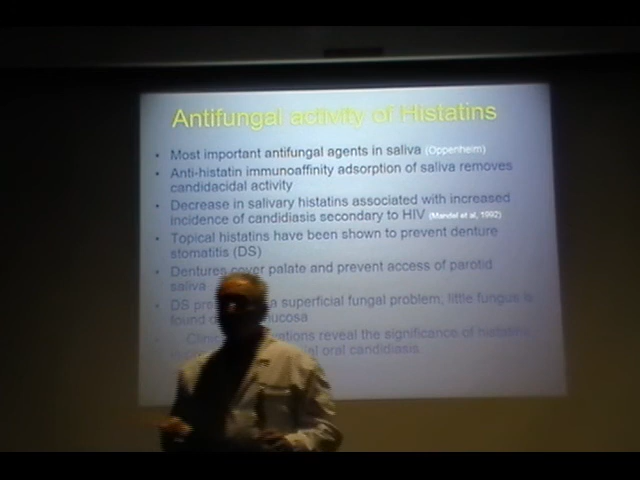 Antifungal activity of Histatins
• Most important antifungal agents in saliva (Oppenheim)
• Anti-histatin immunoaffinity adsorption of saliva removes
candidacidal activity
• Decrease in salivary histatins associated with increased
incidence of candidiasis secondary to HIV (Mandel et al, 1992)
• Topical histatins have been shown to prevent denture
stomatitis (DS)
• Dentures cover palate and prevent access of parotid
saliva
• DS a superficial fungal problem, little fungus is
found
reveal the significance of histatins
oral candidiasis